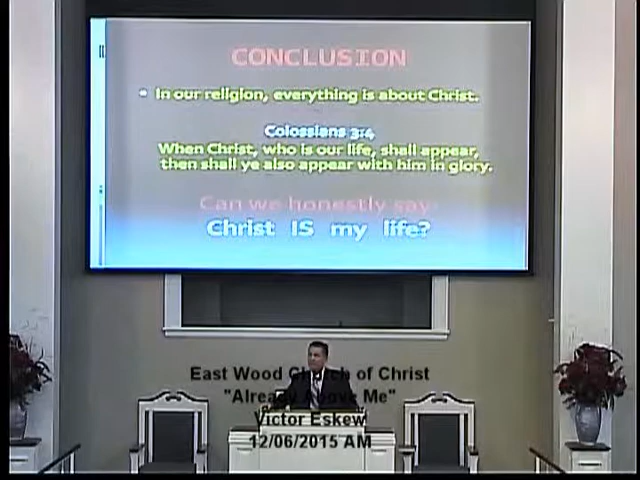 CONCLUSION
• In our religion, everything is about Christ.
Colossians 3:4
When Christ, who is our life, shall appear,
then shall ye also appear with him in glory.
Can we honestly say:
Christ IS my life?
East Wood Church of Christ
"Already Above Me"
Victor Eskew
12/06/2015 AM